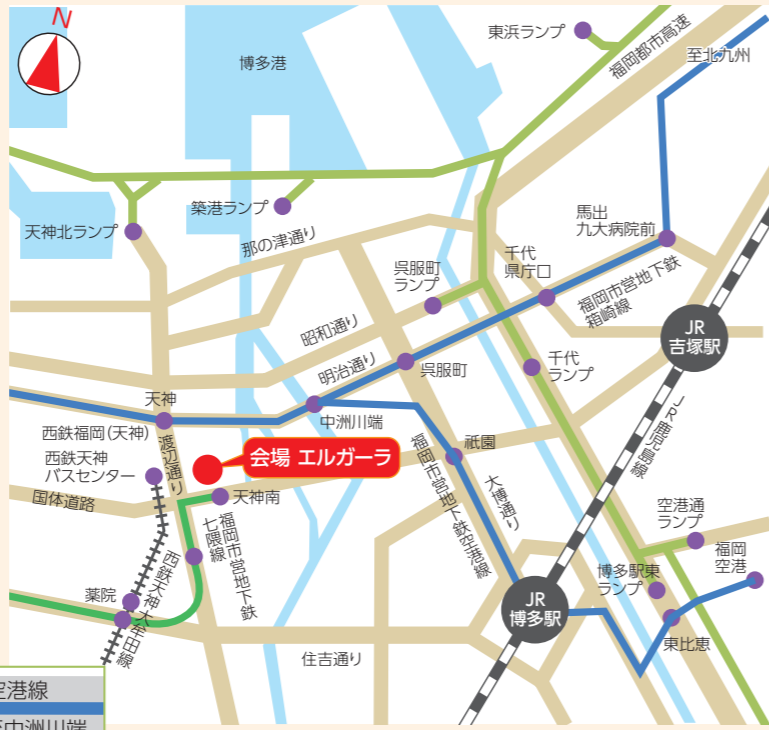 N
東浜ランプ
福岡都市高速
至北九州
博多港
築港ランプ
天神北ランプ
那の津通り
馬出
九大病院前
千代
県庁口
呉服町
ランプ
福岡市営地下鉄
箱崎線
昭和通り
明治通り
JR
吉塚駅
千代
ランプ
呉服町
天神
中洲川端
JR鹿児島線
西鉄福岡(天神)
西鉄天神
バスセンター
渡辺通り
会場 エルガーラ
祇園
大博通り
福岡市営地下鉄空港線
国体道路
天神南
福岡市営地下鉄
七隈線
空港通
ランプ
福岡
空港
西鉄天神大牟田線
薬院
博多駅東
ランプ
JR
博多駅
東比恵
住吉通り
空港線
中洲川端